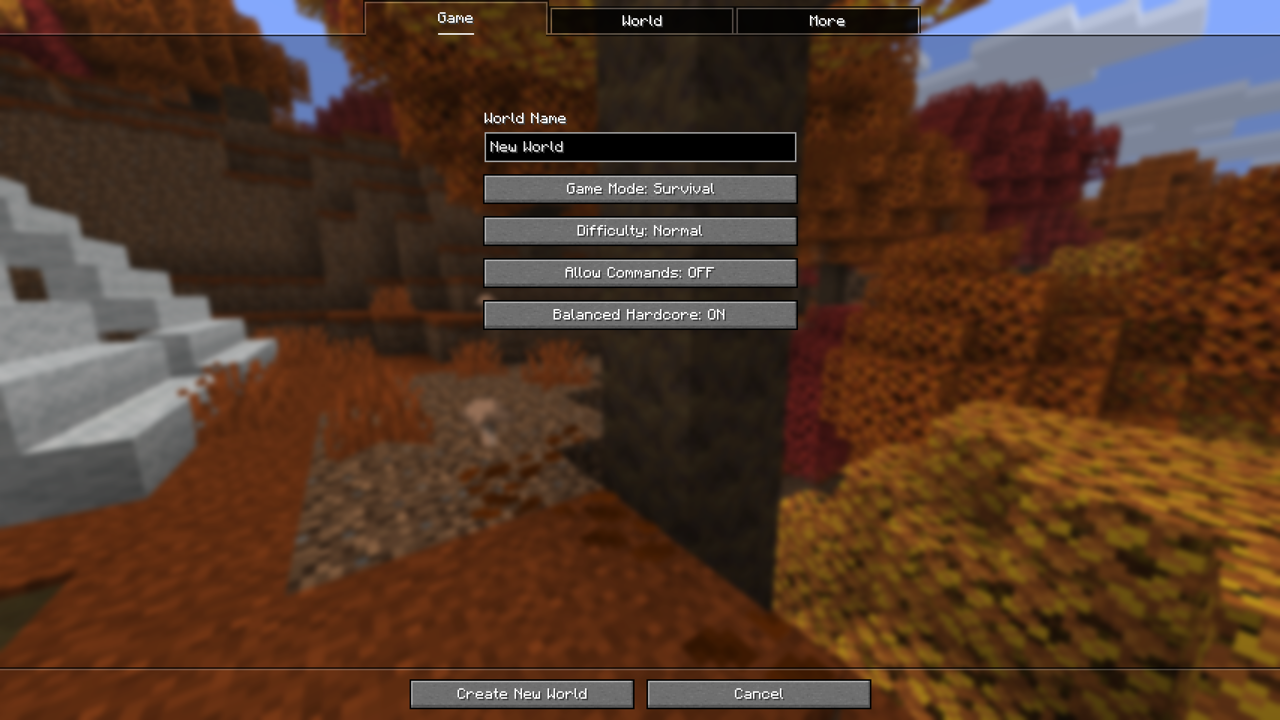 Game World More
World Name
New World
Game Mode: Survival
Difficulty: Normal
Allow Commands: OFF
Balanced Hardcore: ON
Create New World Cancel